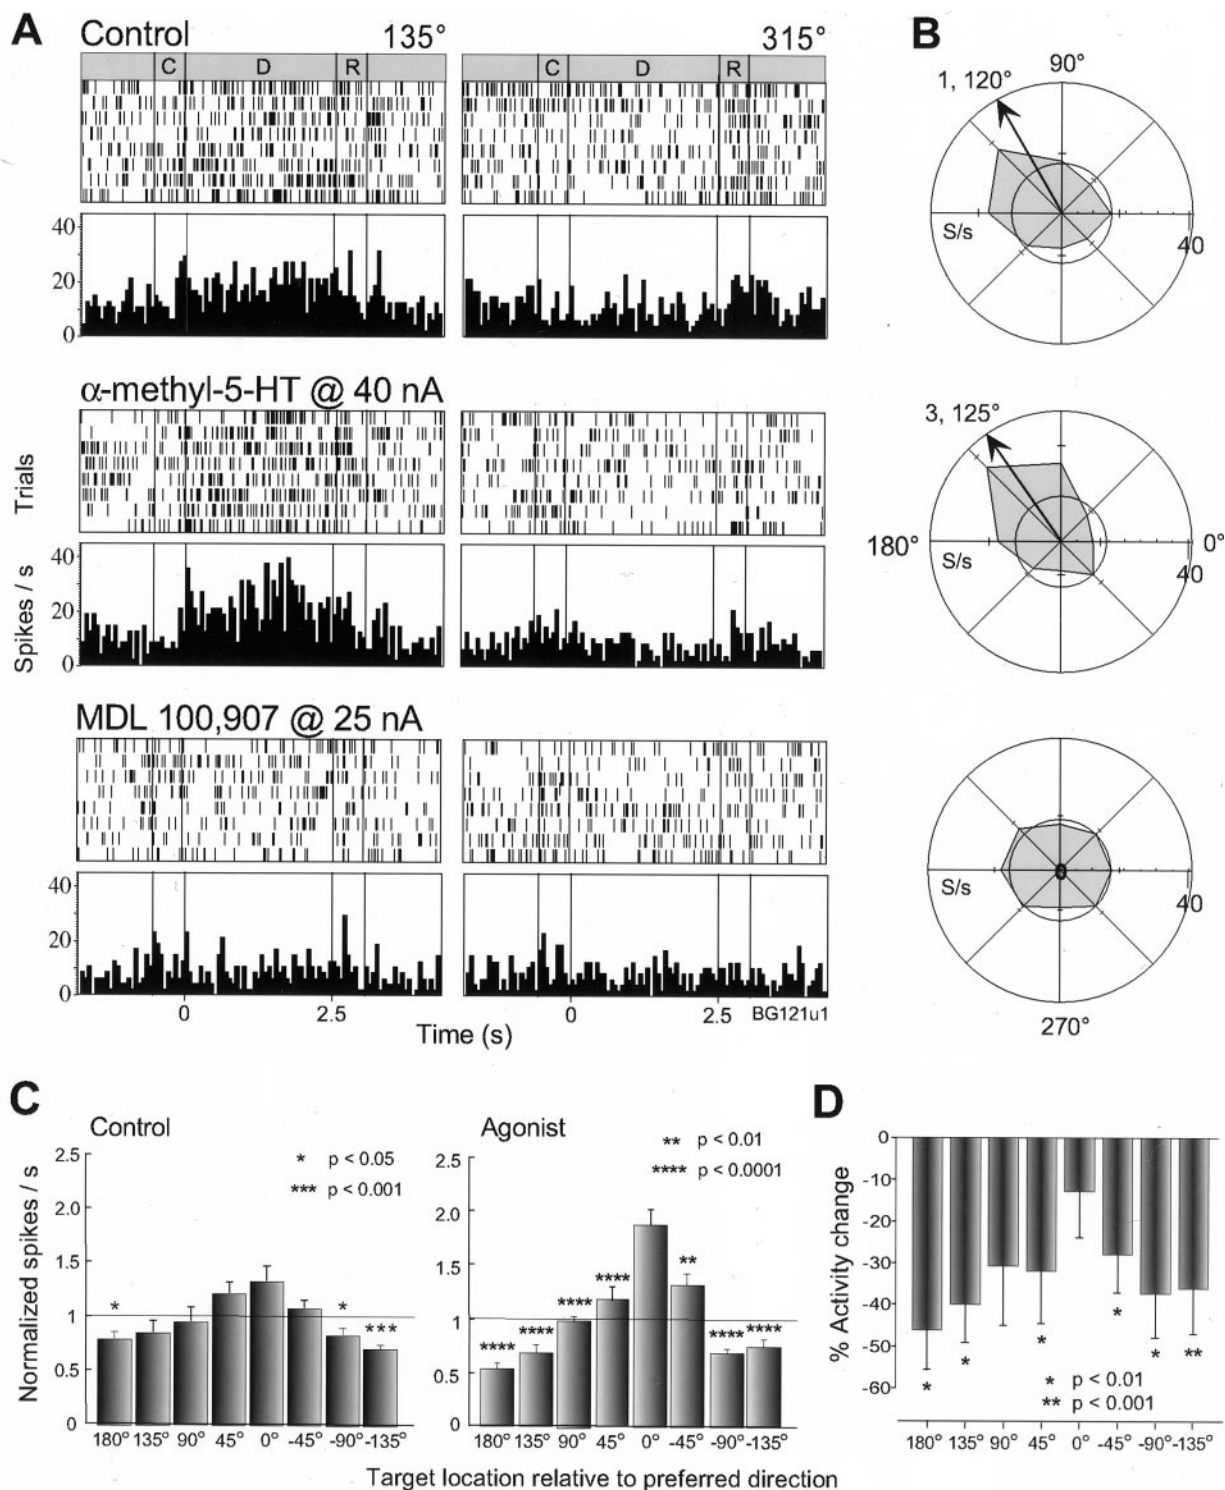 A
Control 135° 315°
C D R C D R
40
20
0
α-methyl-5-HT @ 40 nA
Trials
Spikes / s
40
20
0
MDL 100,907 @ 25 nA
40
20
0
0 2.5 0 2.5 BG121u1
Time (s)
B
90°
1, 120°
S/s
40
3, 125°
180° 0°
S/s
40
S/s
40
270°
C
Control
* p < 0.05
*** p < 0.001
Normalized spikes / s
2.5
2.0
1.5
1
0.5
0
* * ***
180° 135° 90° 45° 0° -45° -90° -135°
Agonist
** p < 0.01
**** p < 0.0001
2.5
2.0
1.5
1
0.5
0
**** **** **** **** ** **** ****
180° 135° 90° 45° 0° -45° -90° -135°
Target location relative to preferred direction
D
% Activity change
0
-10
-20
-30
-40
-50
-60
* * * * * **
* p < 0.01
** p < 0.001
180° 135° 90° 45° 0° -45° -90° -135°